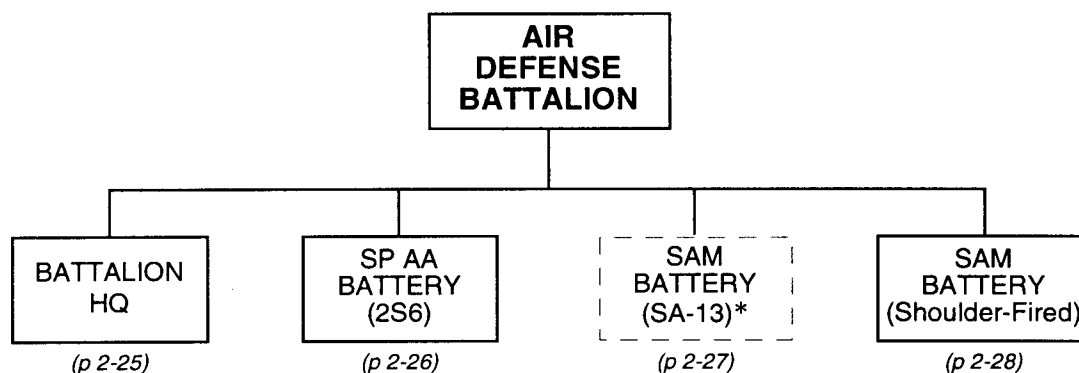 AIR
DEFENSE
BATTALION
BATTALION
HQ
(p 2-25)
SP AA
BATTERY
(2S6)
(p 2-26)
SAM
BATTERY
(SA-13)*
(p 2-27)
SAM
BATTERY
(Shoulder-Fired)
(p 2-28)